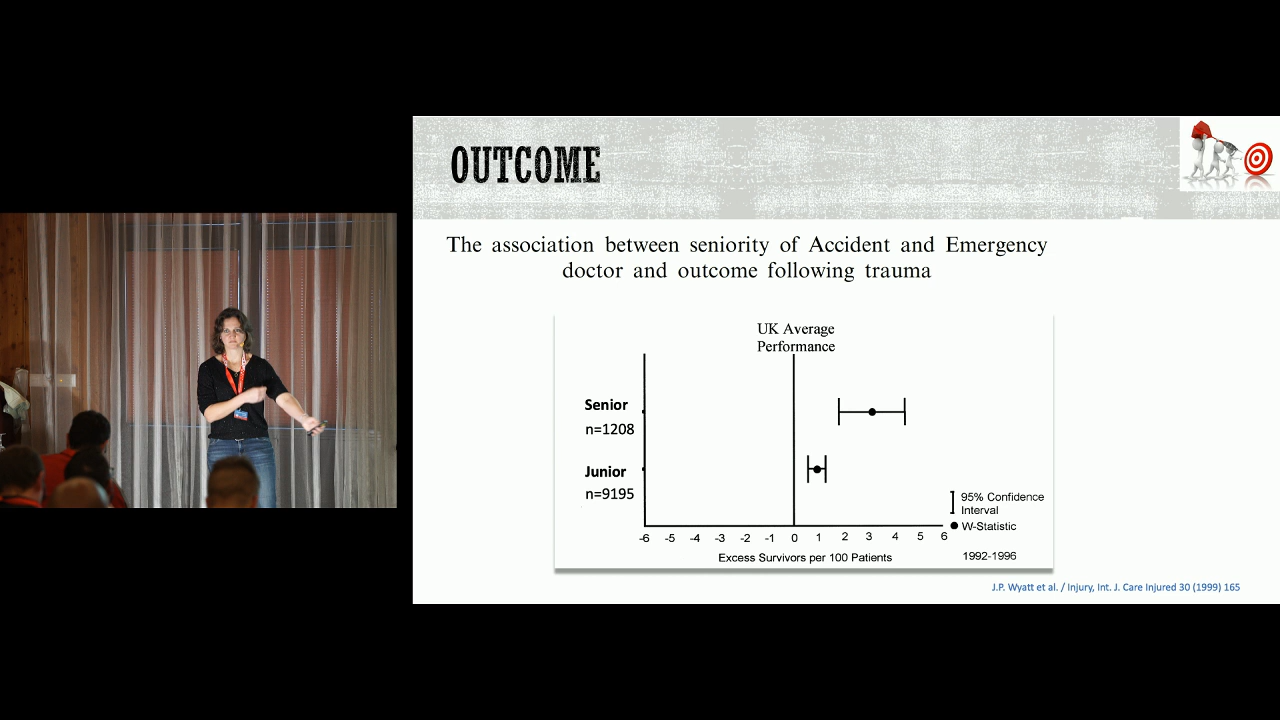 OUTCOME
The association between seniority of Accident and Emergency
doctor and outcome following trauma
UK Average
Performance
Senior
n=1208
Junior
n=9195
95% Confidence
Interval
W-Statistic
-6 -5 -4 -3 -2 -1 0 1 2 3 4 5 6
Excess Survivors per 100 Patients
1992-1996
J.P. Wyatt et al. / Injury, Int. J. Care Injured 30 (1999) 165